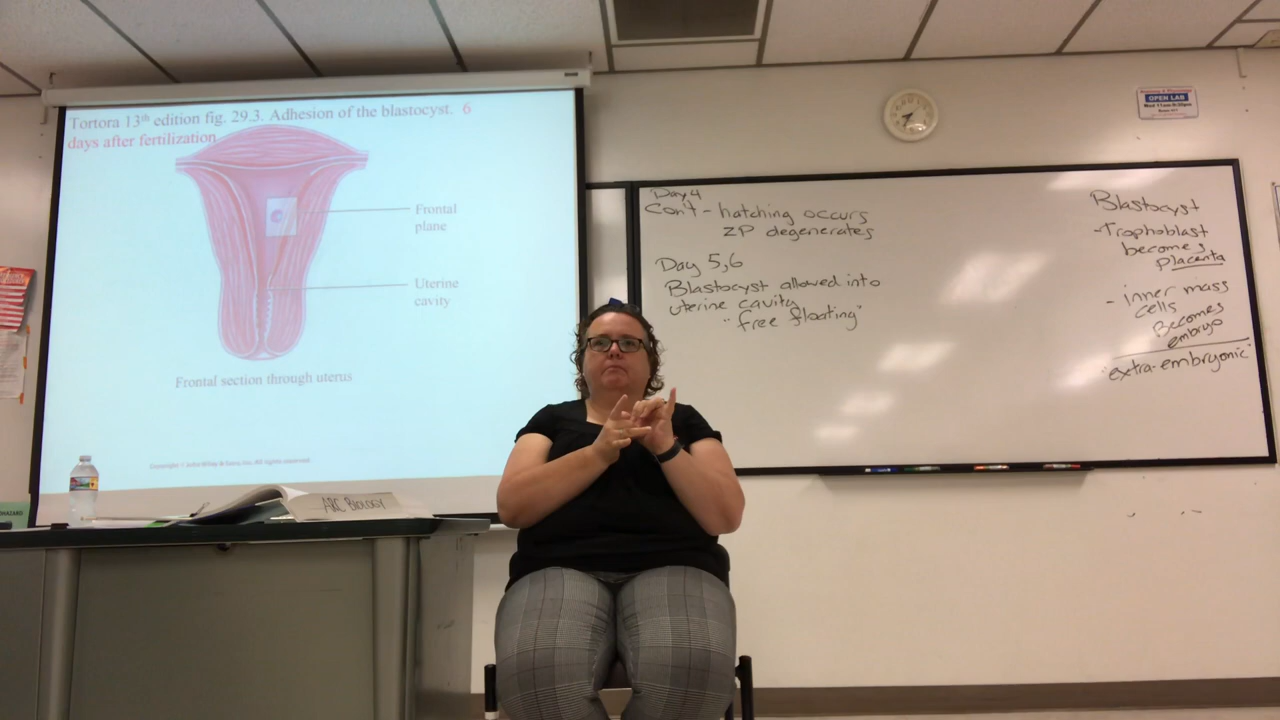 Tortora 13th edition fig. 29.3. Adhesion of the blastocyst. 6
days after fertilization
Frontal
plane
Uterine
cavity
Frontal section through uterus
ARC BIOLOGY
Day 4
Con't - hatching occurs
ZP degenerates
Day 5,6
Blastocyst allowed into
uterine cavity
"free floating"
Blastocyst
- Trophoblast
becomes
placenta
- inner mass
cells
Becomes
embryo
"extra-embryonic"
OPEN LAB